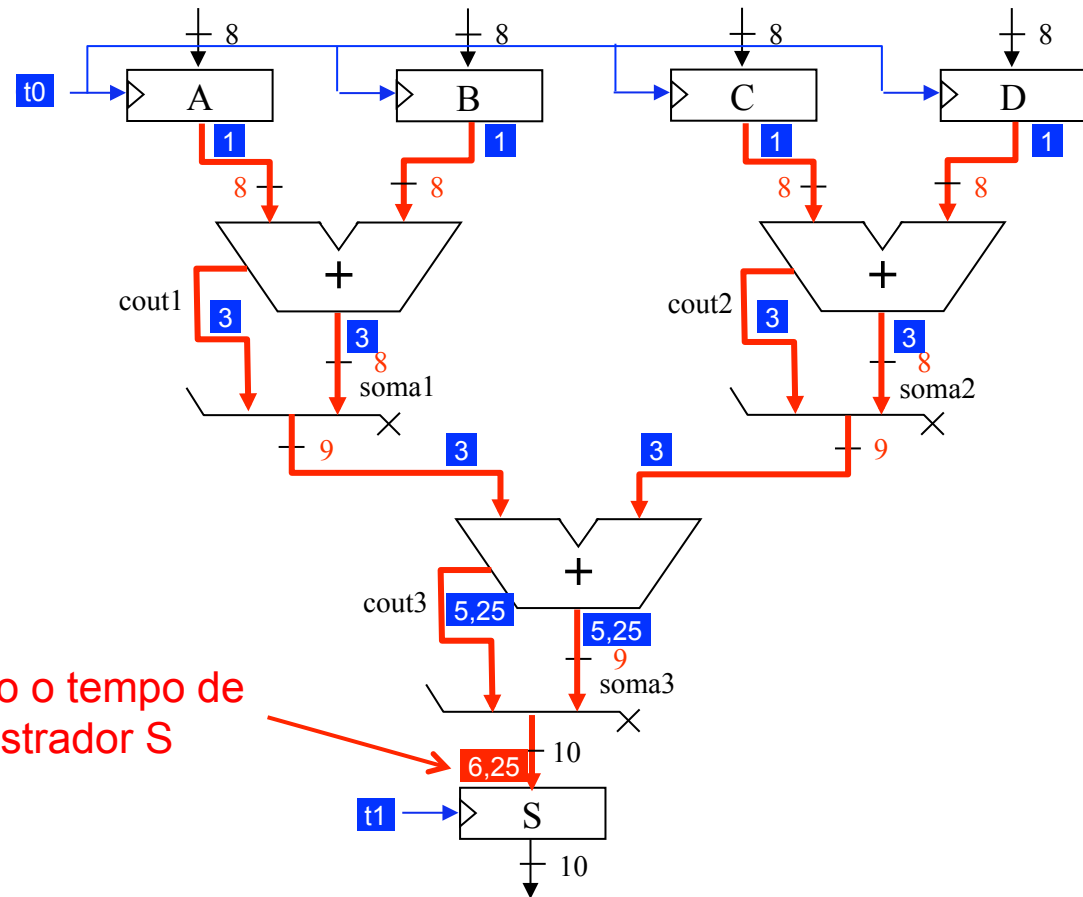 8 8 8 8
t0 A B C D
1 1 1 1
8 8 8 8
+ +
cout1 cout2
3 3 3 3
8 8
soma1 soma2
9 3 3 9
+
cout3
5,25 5,25
9
soma3
o o tempo de
strador S
10
6,25
t1 S
10